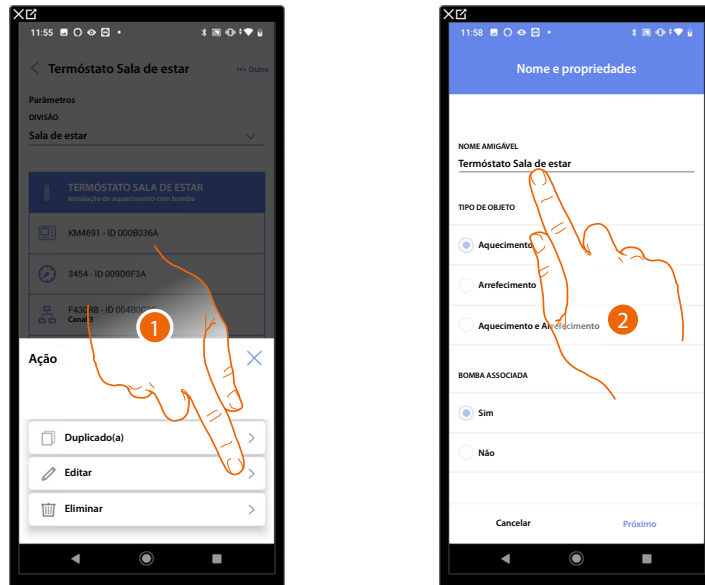 11:55
Termóstato Sala de estar
••• Outro
Parâmetros
DIVISÃO
Sala de estar
TERMÓSTATO SALA DE ESTAR
Instalação de aquecimento com bomba
KM4691 - ID 000B036A
3454 - ID 009D0F3A
Canal 3
1
Ação
Duplicado(a)
Editar
Eliminar
11:58
Nome e propriedades
NOME AMIGÁVEL
Termóstato Sala de estar
TIPO DE OBJETO
Aquecimento
Arrefecimento
Aquecimento e Arrefecimento
2
BOMBA ASSOCIADA
Sim
Não
Cancelar
Próximo